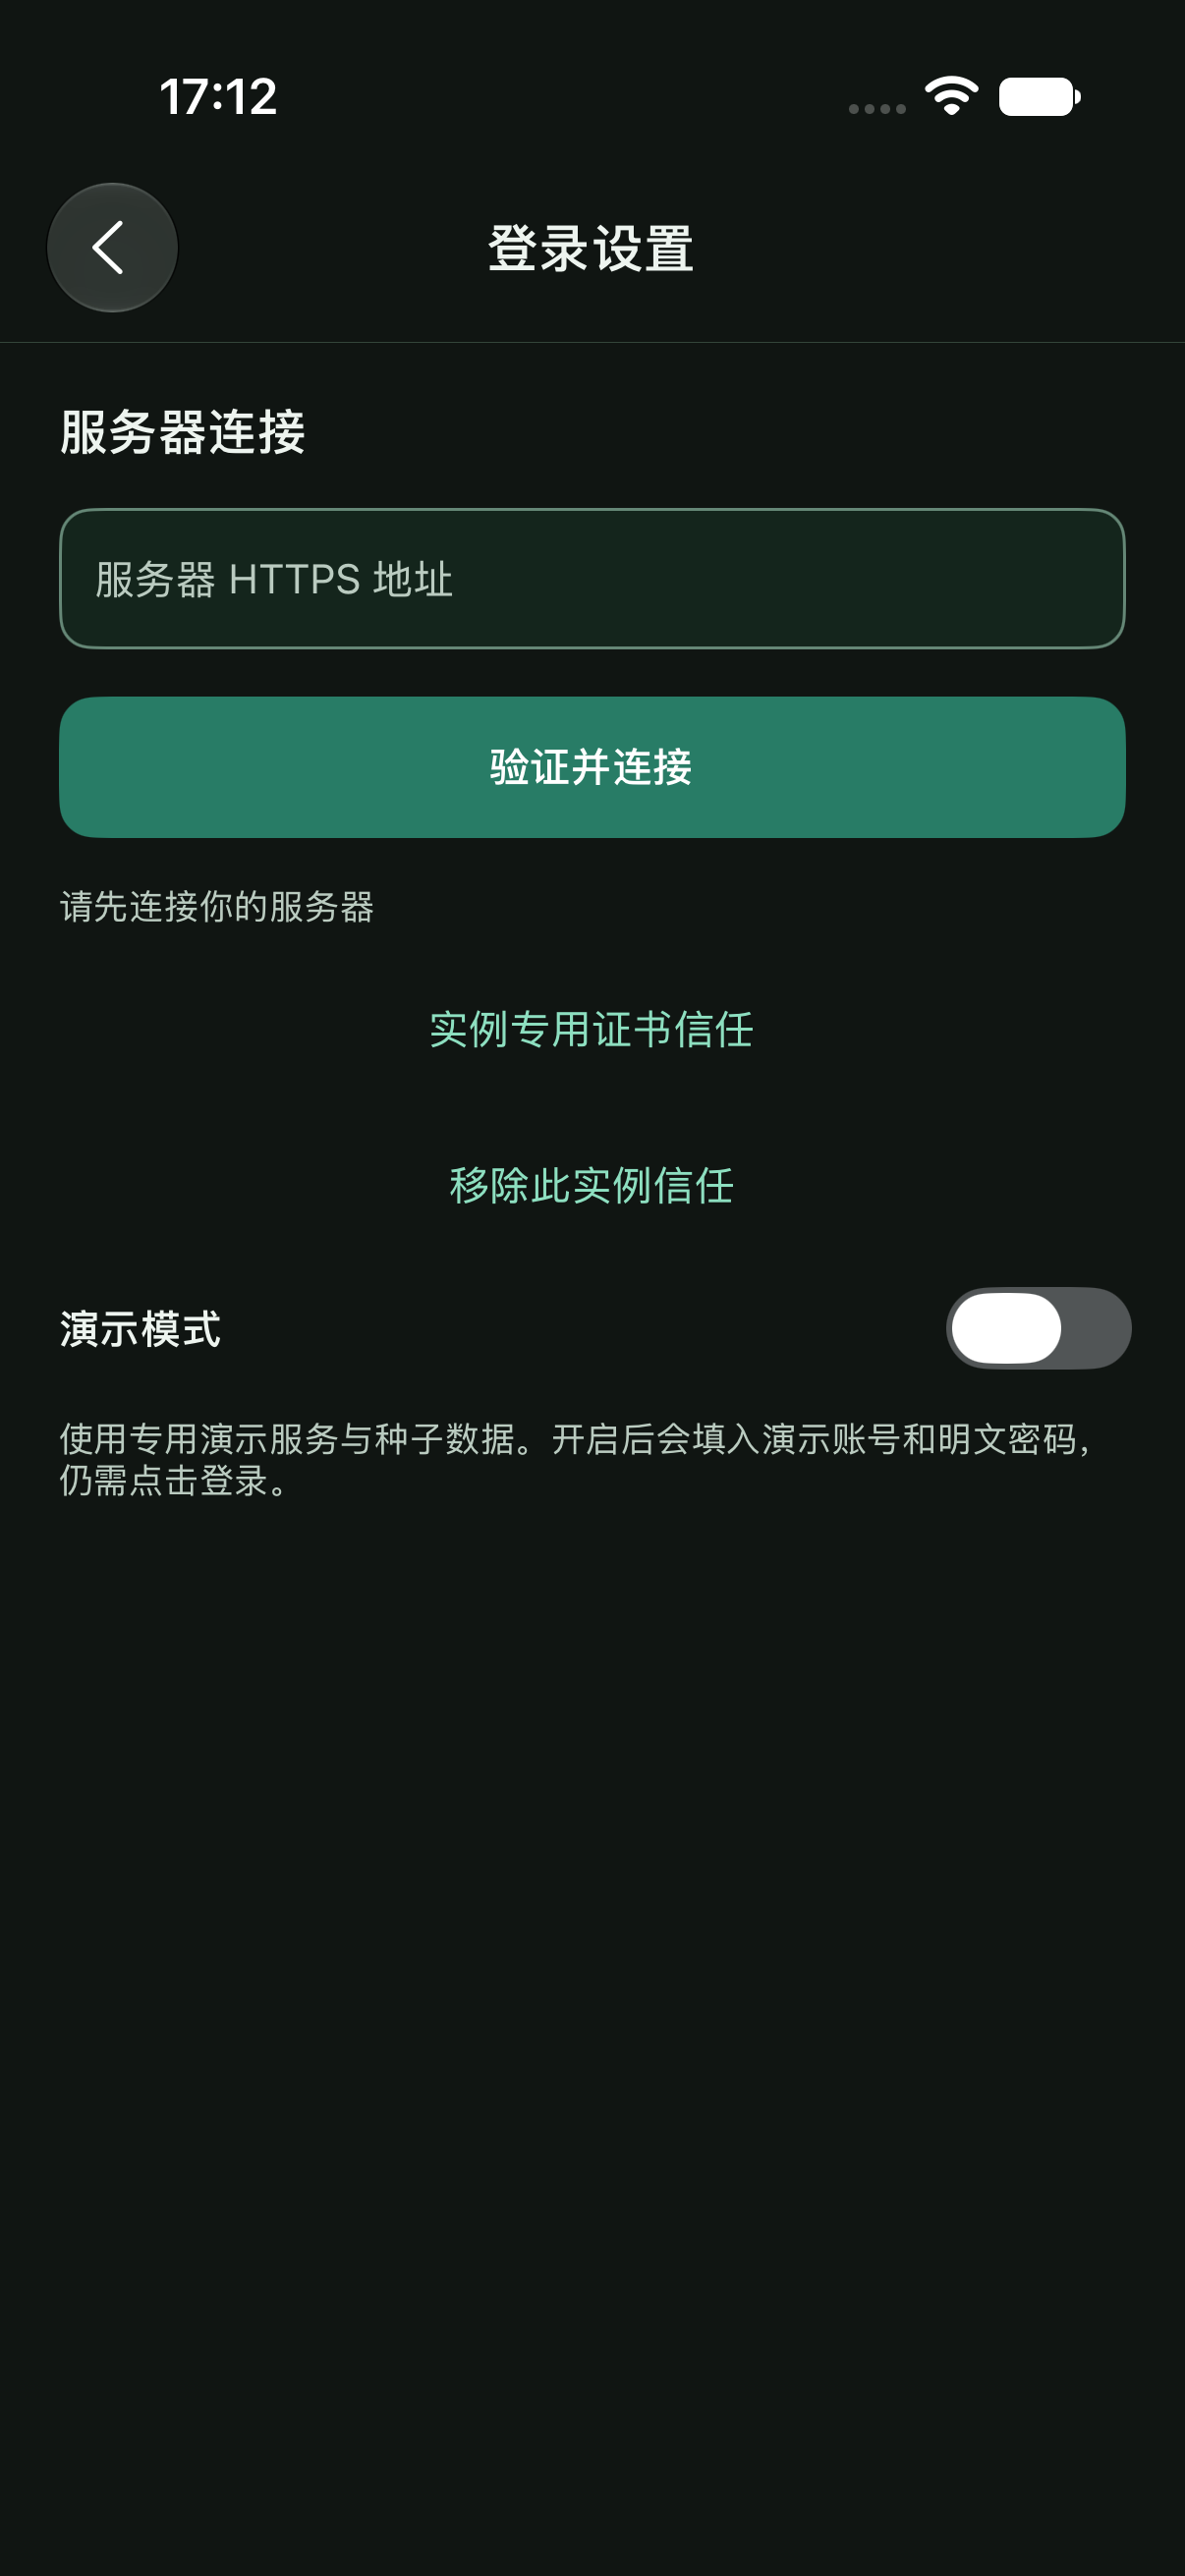 17:12
登录设置
服务器连接
服务器 HTTPS 地址
验证并连接
请先连接你的服务器
实例专用证书信任
移除此实例信任
演示模式
使用专用演示服务与种子数据。开启后会填入演示账号和明文密码，
仍需点击登录。